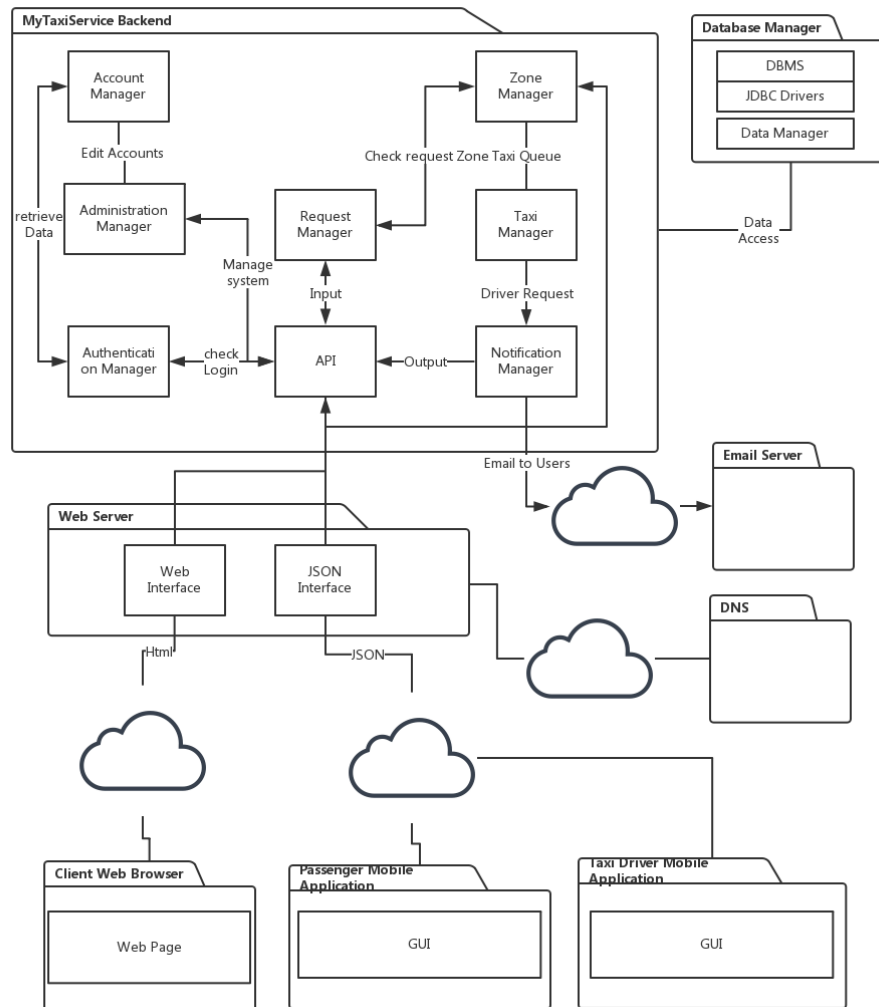 MyTaxiService Backend
Database Manager
DBMS
JDBC Drivers
Data Manager
Account
Manager
Zone
Manager
Edit Accounts
Check request Zone Taxi Queue
Administration
Manager
Request
Manager
Taxi
Manager
retrieve
Data
Data
Access
Manage
system
Input
Driver Request
Authenticati
on Manager
check
Login
API
Output
Notification
Manager
Email to Users
Email Server
Web Server
Web
Interface
JSON
Interface
DNS
Html
JSON
Client Web Browser
Passenger Mobile
Application
Taxi Driver Mobile
Application
Web Page
GUI
GUI